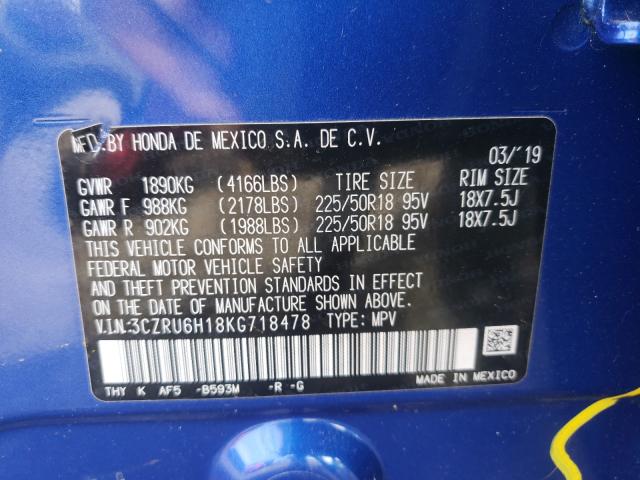 MFD. BY HONDA DE MEXICO S.A. DE C.V.
03/'19
GVWR 1890KG (4166LBS) TIRE SIZE RIM SIZE
GAWR F 988KG (2178LBS) 225/50R18 95V 18X7.5J
GAWR R 902KG (1988LBS) 225/50R18 95V 18X7.5J
THIS VEHICLE CONFORMS TO ALL APPLICABLE
FEDERAL MOTOR VEHICLE SAFETY
AND THEFT PREVENTION STANDARDS IN EFFECT
ON THE DATE OF MANUFACTURE SHOWN ABOVE.
V.I.N.:3CZRU6H18KG718478 TYPE: MPV
THY K AF5 -B593M -R -G
MADE IN MEXICO